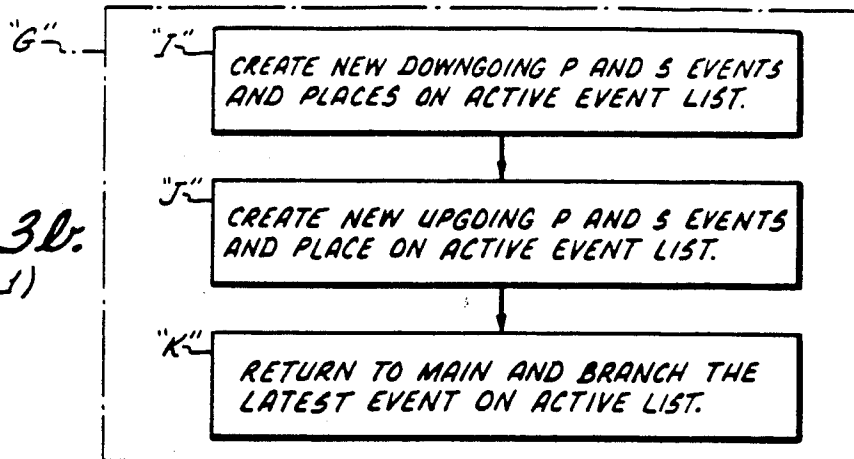 "G"
"I"
CREATE NEW DOWNGOING P AND S EVENTS
AND PLACES ON ACTIVE EVENT LIST.
"J"
CREATE NEW UPGOING P AND S EVENTS
AND PLACE ON ACTIVE EVENT LIST.
3b.
1)
"K"
RETURN TO MAIN AND BRANCH THE
LATEST EVENT ON ACTIVE LIST.